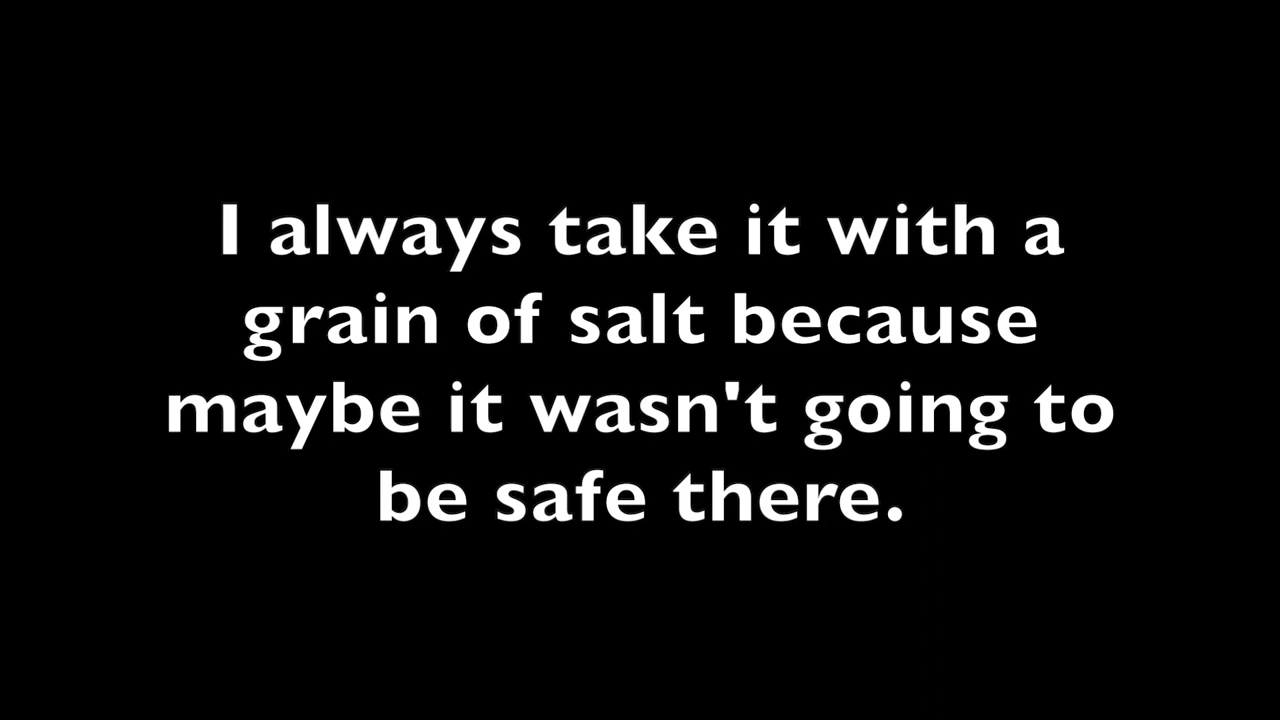 I always take it with a
grain of salt because
maybe it wasn't going to
be safe there.